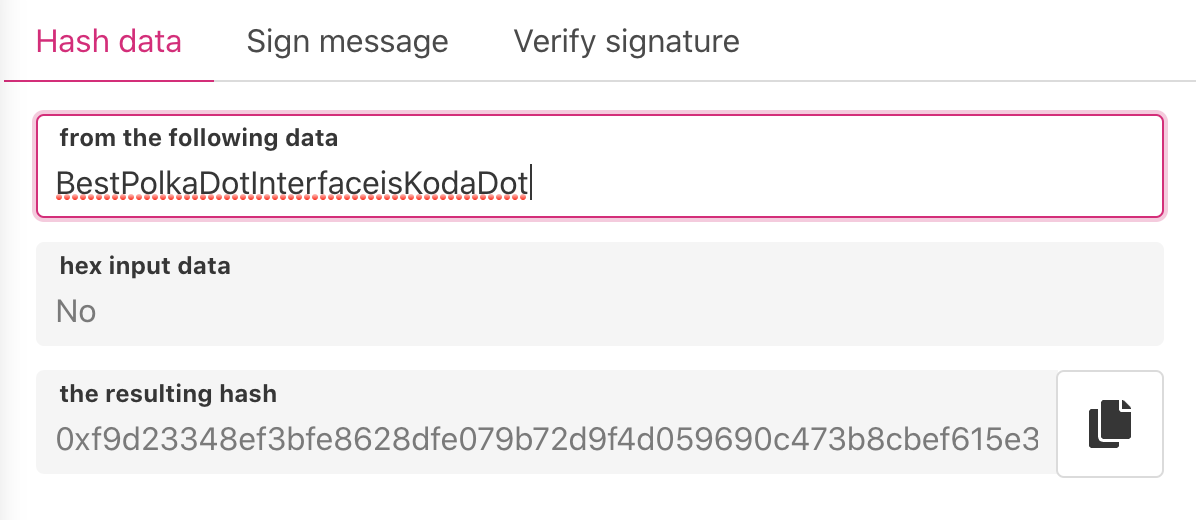 Hash data Sign message Verify signature
from the following data
BestPolkaDotInterfaceisKodaDot
hex input data
No
the resulting hash
0xf9d23348ef3bfe8628dfe079b72d9f4d059690c473b8cbef615e3